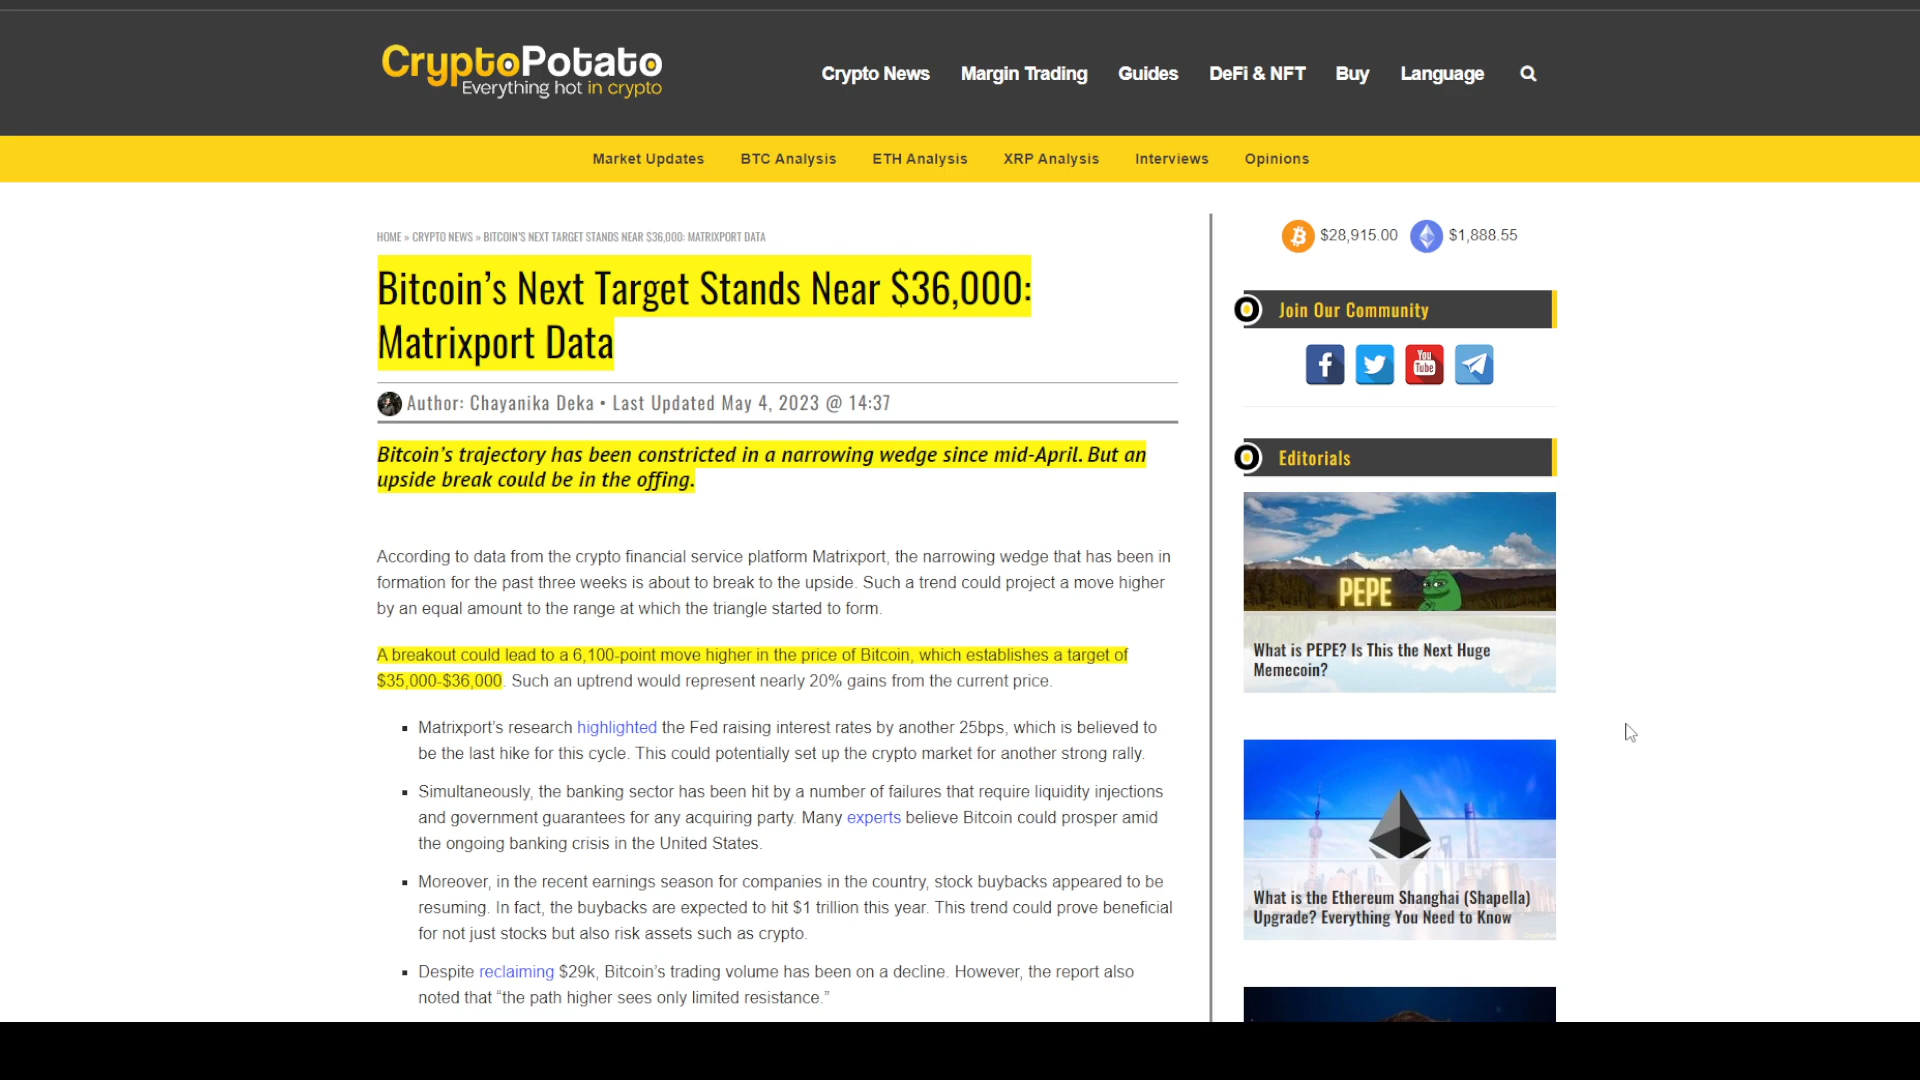 CryptoPotato
Everything hot in crypto
Crypto News Margin Trading Guides DeFi & NFT Buy Language
Market Updates BTC Analysis ETH Analysis XRP Analysis Interviews Opinions
HOME » CRYPTO NEWS » BITCOIN'S NEXT TARGET STANDS NEAR $36,000: MATRIXPORT DATA
Bitcoin’s Next Target Stands Near $36,000:
Matrixport Data
Author: Chayanika Deka • Last Updated May 4, 2023 @ 14:37
Bitcoin’s trajectory has been constricted in a narrowing wedge since mid-April. But an
upside break could be in the offing.
According to data from the crypto financial service platform Matrixport, the narrowing wedge that has been in
formation for the past three weeks is about to break to the upside. Such a trend could project a move higher
by an equal amount to the range at which the triangle started to form.
A breakout could lead to a 6,100-point move higher in the price of Bitcoin, which establishes a target of
$35,000-$36,000. Such an uptrend would represent nearly 20% gains from the current price.
▪ Matrixport’s research highlighted the Fed raising interest rates by another 25bps, which is believed to
be the last hike for this cycle. This could potentially set up the crypto market for another strong rally.
▪ Simultaneously, the banking sector has been hit by a number of failures that require liquidity injections
and government guarantees for any acquiring party. Many experts believe Bitcoin could prosper amid
the ongoing banking crisis in the United States.
▪ Moreover, in the recent earnings season for companies in the country, stock buybacks appeared to be
resuming. In fact, the buybacks are expected to hit $1 trillion this year. This trend could prove beneficial
for not just stocks but also risk assets such as crypto.
▪ Despite reclaiming $29k, Bitcoin’s trading volume has been on a decline. However, the report also
noted that “the path higher sees only limited resistance.”
$28,915.00 $1,888.55
Join Our Community
You
Tube
Editorials
PEPE
What is PEPE? Is This the Next Huge
Memecoin?
What is the Ethereum Shanghai (Shapella)
Upgrade? Everything You Need to Know